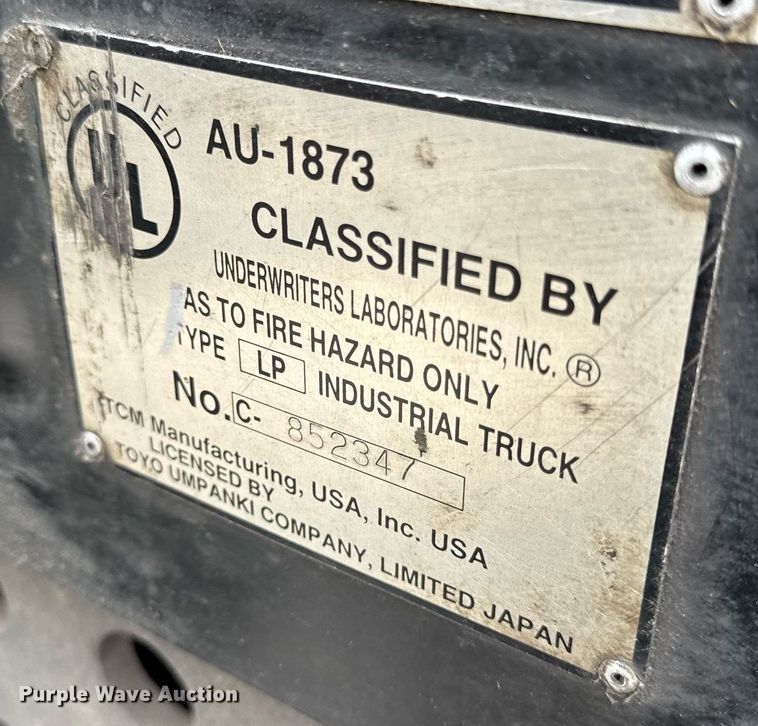 CLASSIFIED
UL
AU-1873
CLASSIFIED BY
UNDERWRITERS LABORATORIES, INC. ®
AS TO FIRE HAZARD ONLY
TYPE LP INDUSTRIAL TRUCK
No. C- 852347
TCM Manufacturing, USA, Inc. USA
LICENSED BY
TOYO UMPANKI COMPANY, LIMITED JAPAN
Purple Wave Auction